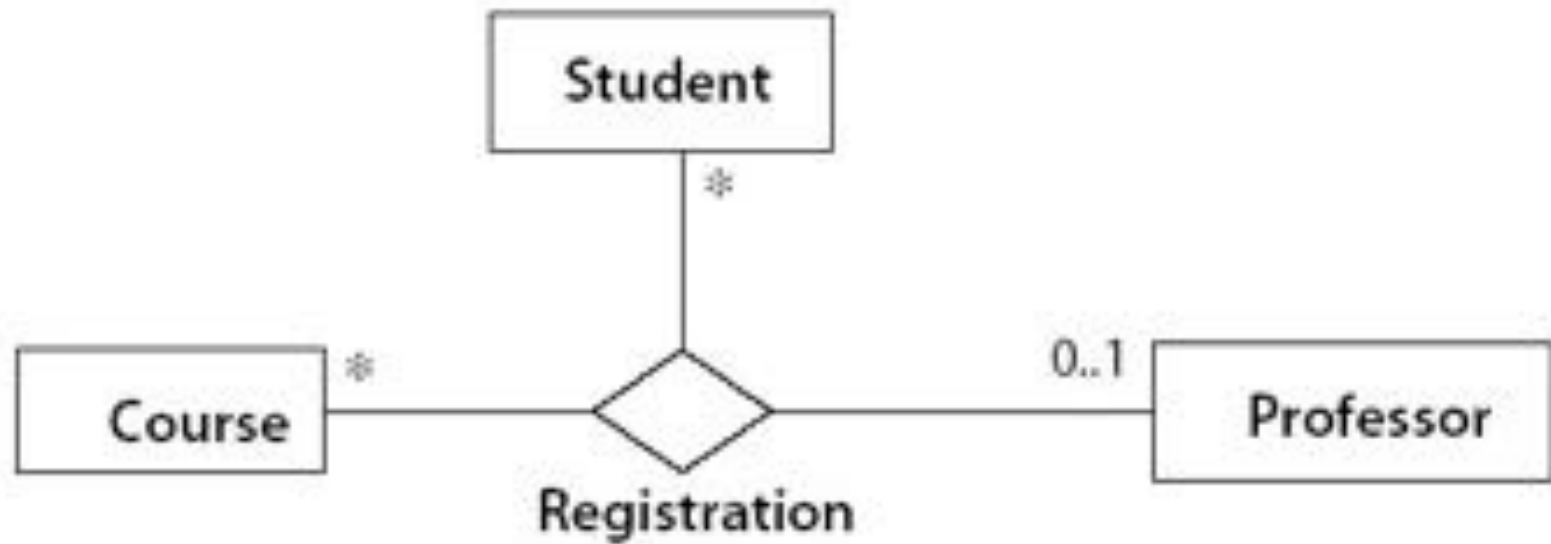 Student
*
*
Course
0..1
Professor
Registration